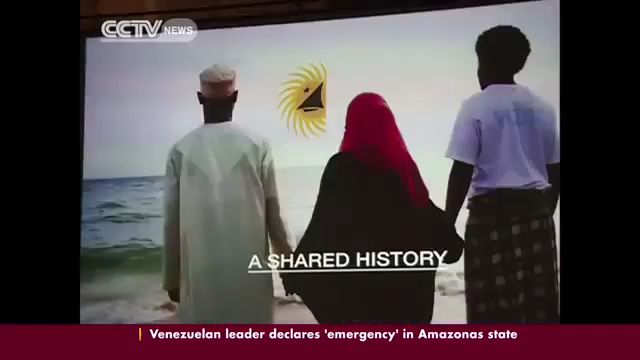 CCTV NEWS
A SHARED HISTORY
Venezuelan leader declares 'emergency' in Amazonas state